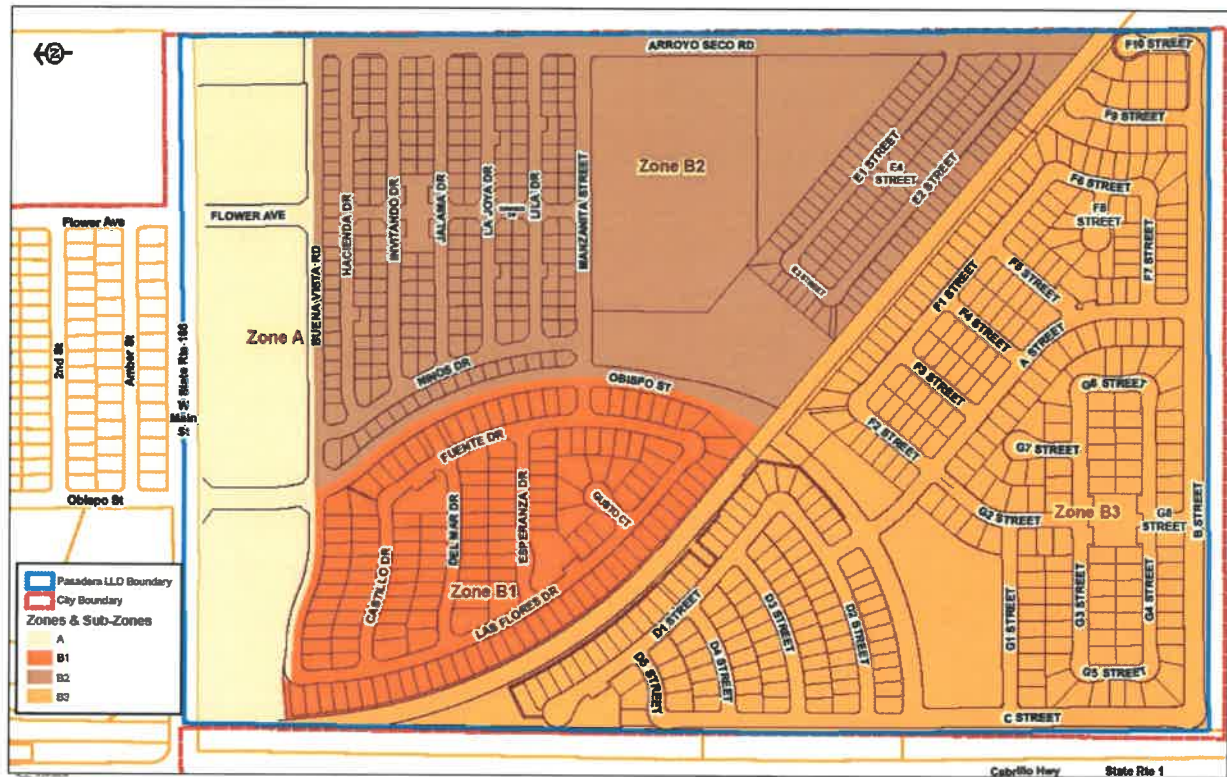 N
ARROYO SECO RD
F10 STREET
F9 STREET
Zone B2
E1 STREET
E4
STREET
E2 STREET
F6 STREET
F8
STREET
F7 STREET
FLOWER AVE
Flower Ave
BUENA VISTA RD
HACIENDA DR
INVITANDO DR
JALAMA DR
LA JOYA DR
LILA DR
MANZANITA STREET
E3 STREET
F1 STREET
F5 STREET
F4 STREET
F3 STREET
A STREET
Zone A
2nd St
Amber St
State Rte 166
Main St
NINOS DR
OBISPO ST
F2 STREET
G6 STREET
FUENTE DR
G7 STREET
Obispo St
DEL MAR DR
ESPERANZA DR
GUSTO CT
G2 STREET
Zone B3
G8
STREET
B STREET
CASTILLO DR
Zone B1
LAS FLORES DR
D1 STREET
D3 STREET
D2 STREET
D5 STREET
D4 STREET
G1 STREET
G3 STREET
G4 STREET
G5 STREET
C STREET
Pasadera LLD Boundary
City Boundary
Zones & Sub-Zones
A
B1
B2
B3
Cabrillo Hwy
State Rte 1